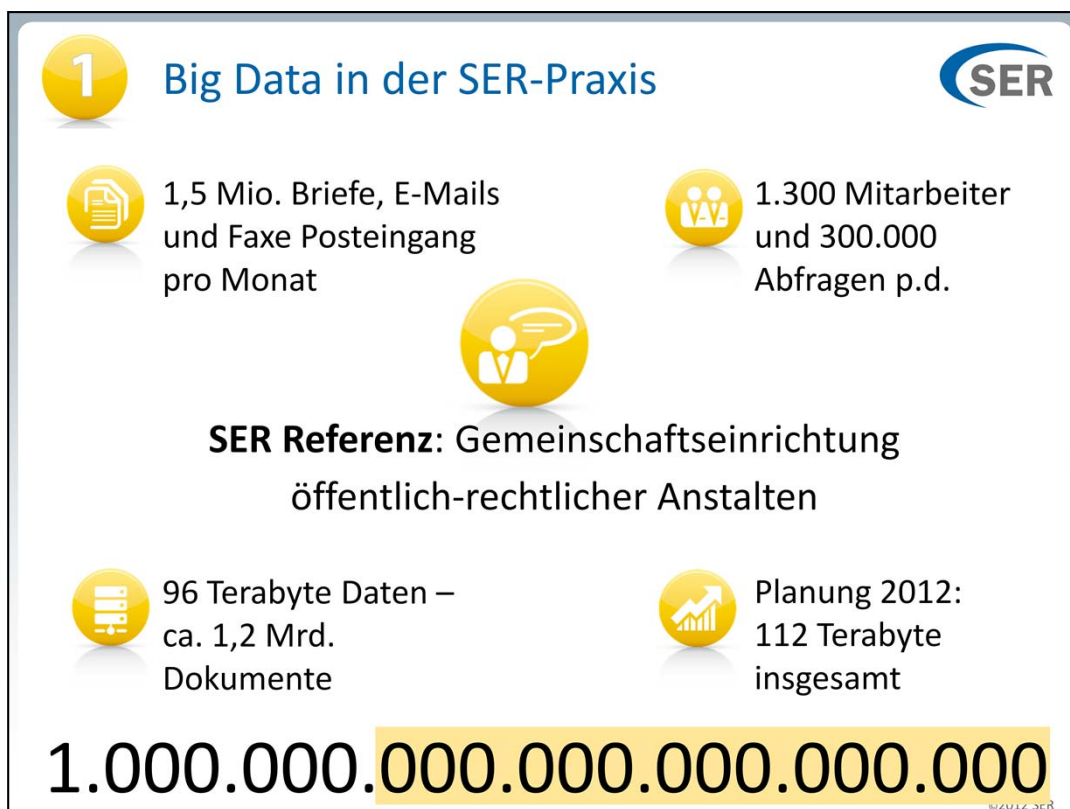 1
Big Data in der SER-Praxis
SER
1,5 Mio. Briefe, E-Mails
und Faxe Posteingang
pro Monat
1.300 Mitarbeiter
und 300.000
Abfragen p.d.
SER Referenz: Gemeinschaftseinrichtung
öffentlich-rechtlicher Anstalten
96 Terabyte Daten –
ca. 1,2 Mrd.
Dokumente
Planung 2012:
112 Terabyte
insgesamt
1.000.000.000.000.000.000.000
©2012 SER